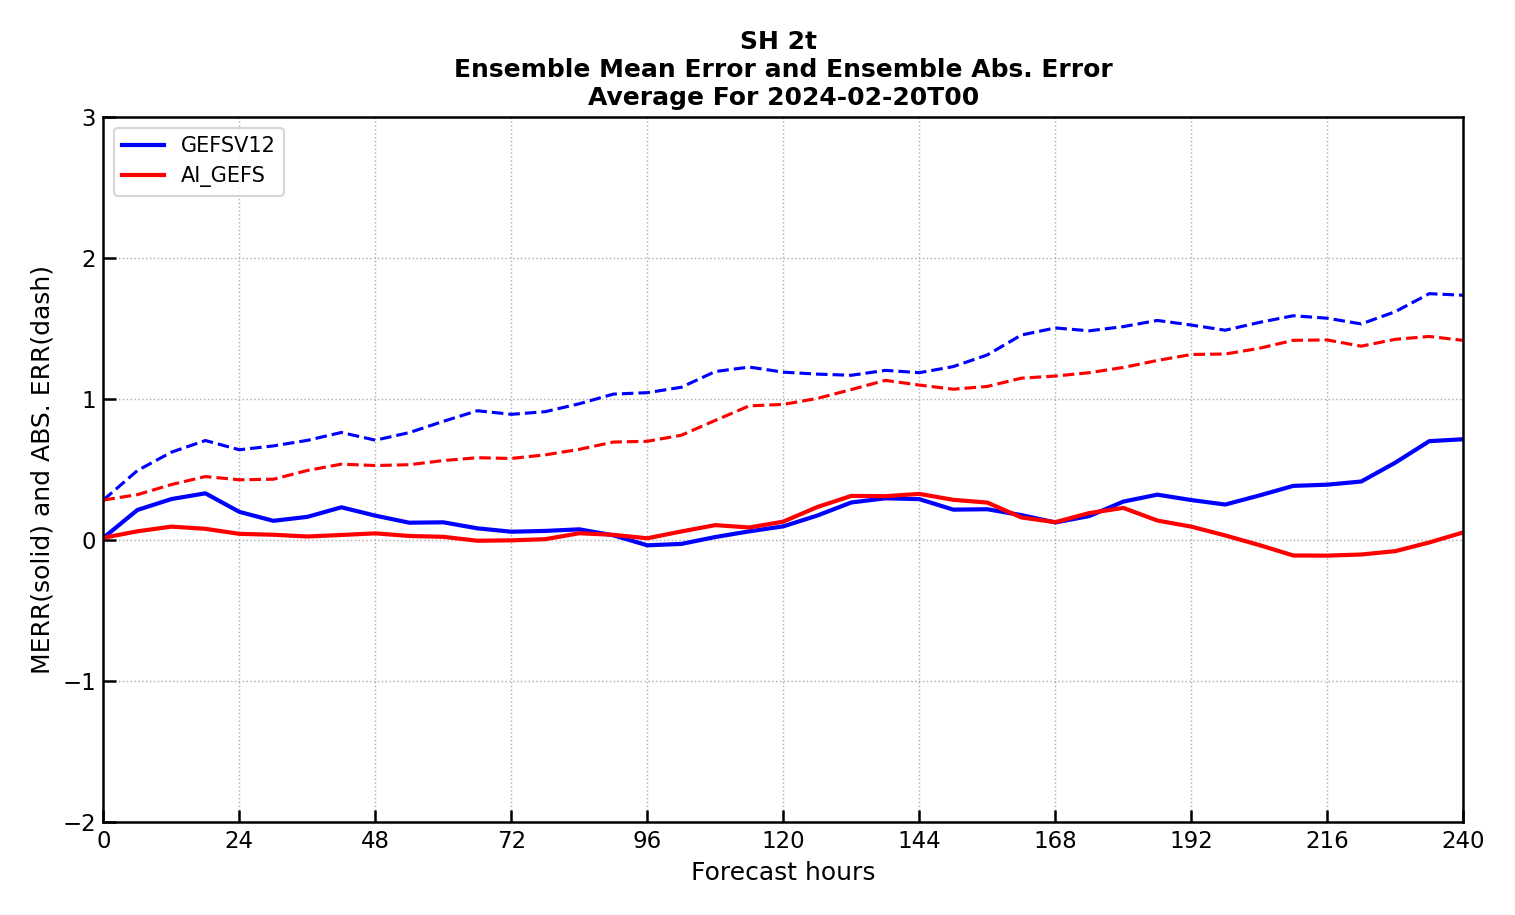 SH 2t
Ensemble Mean Error and Ensemble Abs. Error
Average For 2024-02-20T00
GEFSV12
AI_GEFS
MERR(solid) and ABS. ERR(dash)
3
2
1
0
−1
−2
0 24 48 72 96 120 144 168 192 216 240
Forecast hours